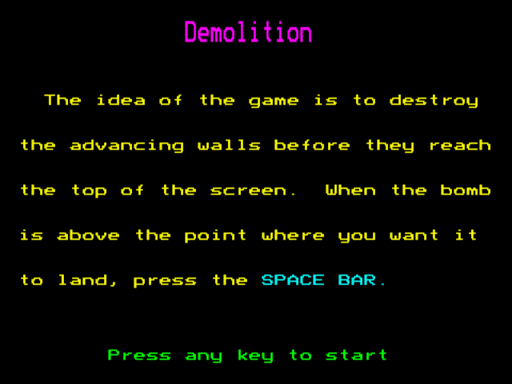 Demolition
The idea of the game is to destroy
the advancing walls before they reach
the top of the screen.  When the bomb
is above the point where you want it
to land, press the SPACE BAR.
Press any key to start